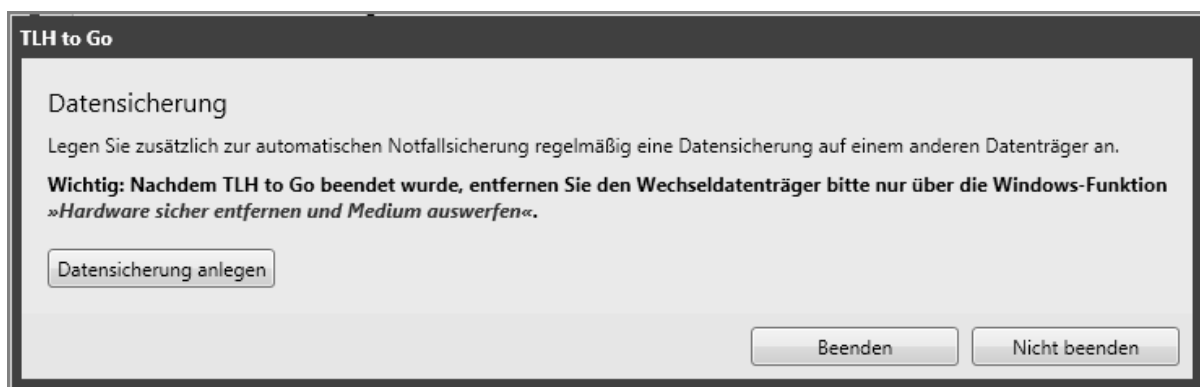 TLH to Go
Datensicherung
Legen Sie zusätzlich zur automatischen Notfallsicherung regelmäßig eine Datensicherung auf einem anderen Datenträger an.
Wichtig: Nachdem TLH to Go beendet wurde, entfernen Sie den Wechseldatenträger bitte nur über die Windows-Funktion
»Hardware sicher entfernen und Medium auswerfen«.
Datensicherung anlegen
Beenden Nicht beenden